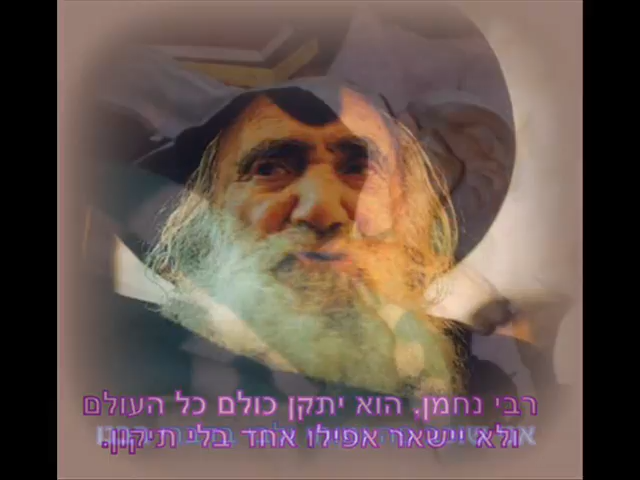 רבי נחמן. הוא יתקן כולם כל העולם
ולא יישאר אפילו אחד בלי תיקון.